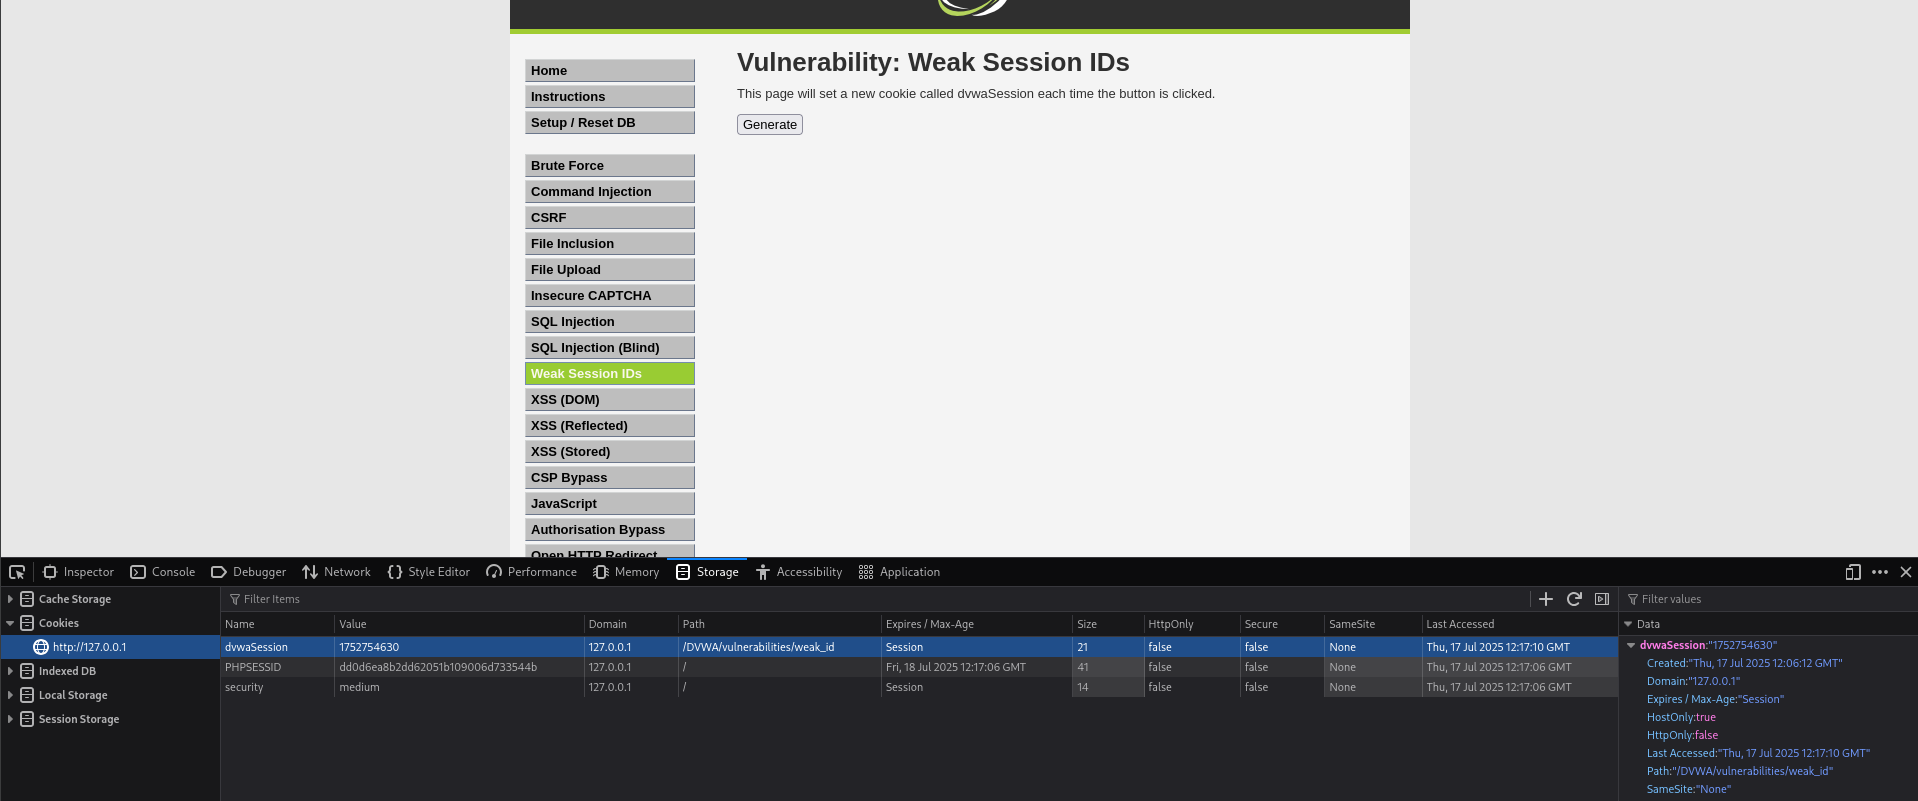 Vulnerability: Weak Session IDs
This page will set a new cookie called dvwaSession each time the button is clicked.
Generate
Home
Instructions
Setup / Reset DB
Brute Force
Command Injection
CSRF
File Inclusion
File Upload
Insecure CAPTCHA
SQL Injection
SQL Injection (Blind)
Weak Session IDs
XSS (DOM)
XSS (Reflected)
XSS (Stored)
CSP Bypass
JavaScript
Authorisation Bypass
Open HTTP Redirect
Inspector Console Debugger Network Style Editor Performance Memory Storage Accessibility Application
Cache Storage
Cookies
http://127.0.0.1
Indexed DB
Local Storage
Session Storage
Filter Items
Name Value Domain Path Expires / Max-Age Size HttpOnly Secure SameSite Last Accessed
dvwaSession 1752754630 127.0.0.1 /DVWA/vulnerabilities/weak_id Session 21 false false None Thu, 17 Jul 2025 12:17:10 GMT
PHPSESSID dd0d6ea8b2dd62051b109006d733544b 127.0.0.1 / Fri, 18 Jul 2025 12:17:06 GMT 41 false false None Thu, 17 Jul 2025 12:17:06 GMT
security medium 127.0.0.1 / Session 14 false false None Thu, 17 Jul 2025 12:17:06 GMT
Filter values
Data
dvwaSession:"1752754630"
Created:"Thu, 17 Jul 2025 12:06:12 GMT"
Domain:"127.0.0.1"
Expires / Max-Age:"Session"
HostOnly:true
HttpOnly:false
Last Accessed:"Thu, 17 Jul 2025 12:17:10 GMT"
Path:"/DVWA/vulnerabilities/weak_id"
SameSite:"None"